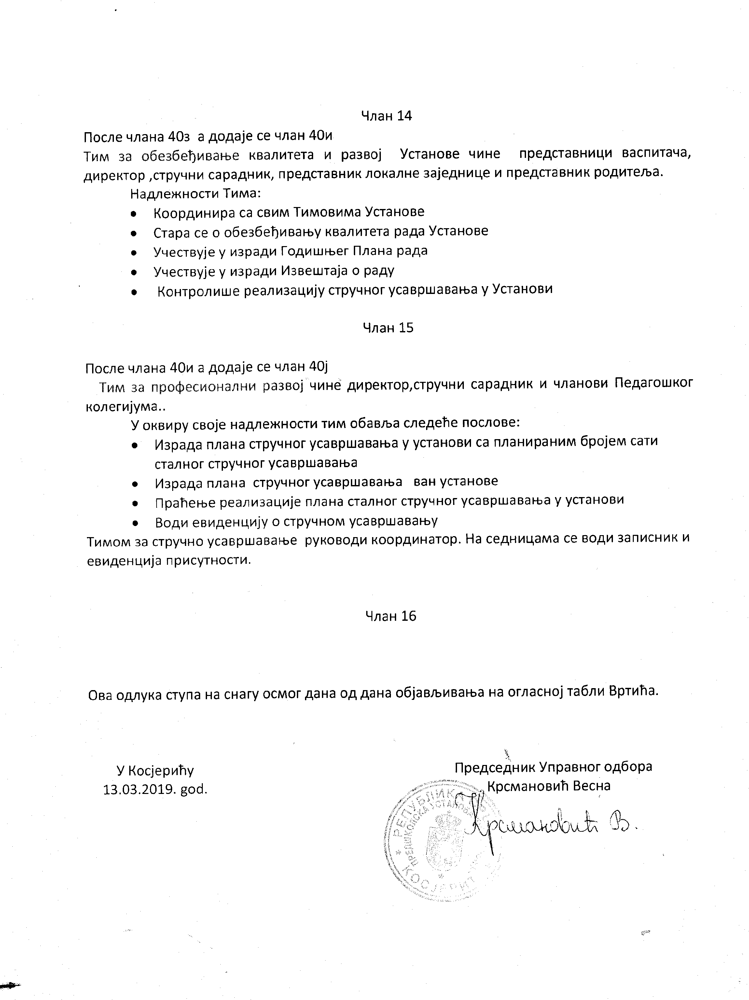 Члан 14
После члана 40з а додаје се члан 40и
Тим за обезбеђивање квалитета и развој Установе чине представници васпитача,
директор ,стручни сарадник, представник локалне заједнице и представник родитеља.
Надлежности Тима:
• Координира са свим Тимовима Установе
• Стара се о обезбеђивању квалитета рада Установе
• Учествује у изради Годишњег Плана рада
• Учествује у изради Извештаја о раду
• Контролише реализацију стручног усавршавања у Установи
Члан 15
После члана 40и а додаје се члан 40ј
Тим за професионални развој чине директор,стручни сарадник и чланови Педагошког
колегијума..
У оквиру своје надлежности тим обавља следеће послове:
• Израда плана стручног усавршавања у установи са планираним бројем сати
сталног стручног усавршавања
• Израда плана стручног усавршавања ван установе
• Праћење реализације плана сталног стручног усавршавања у установи
• Води евиденцију о стручном усавршавању
Тимом за стручно усавршавање руководи координатор. На седницама се води записник и
евиденција присутности.
Члан 16
Ова одлука ступа на снагу осмог дана од дана објављивања на огласној табли Вртића.
У Косјерићу
13.03.2019. god.
Председник Управног одбора
Крсмановић Весна
Крсмановић В.
РЕПУБЛИКА
ПРЕДШКОЛСКА УСТАНОВА